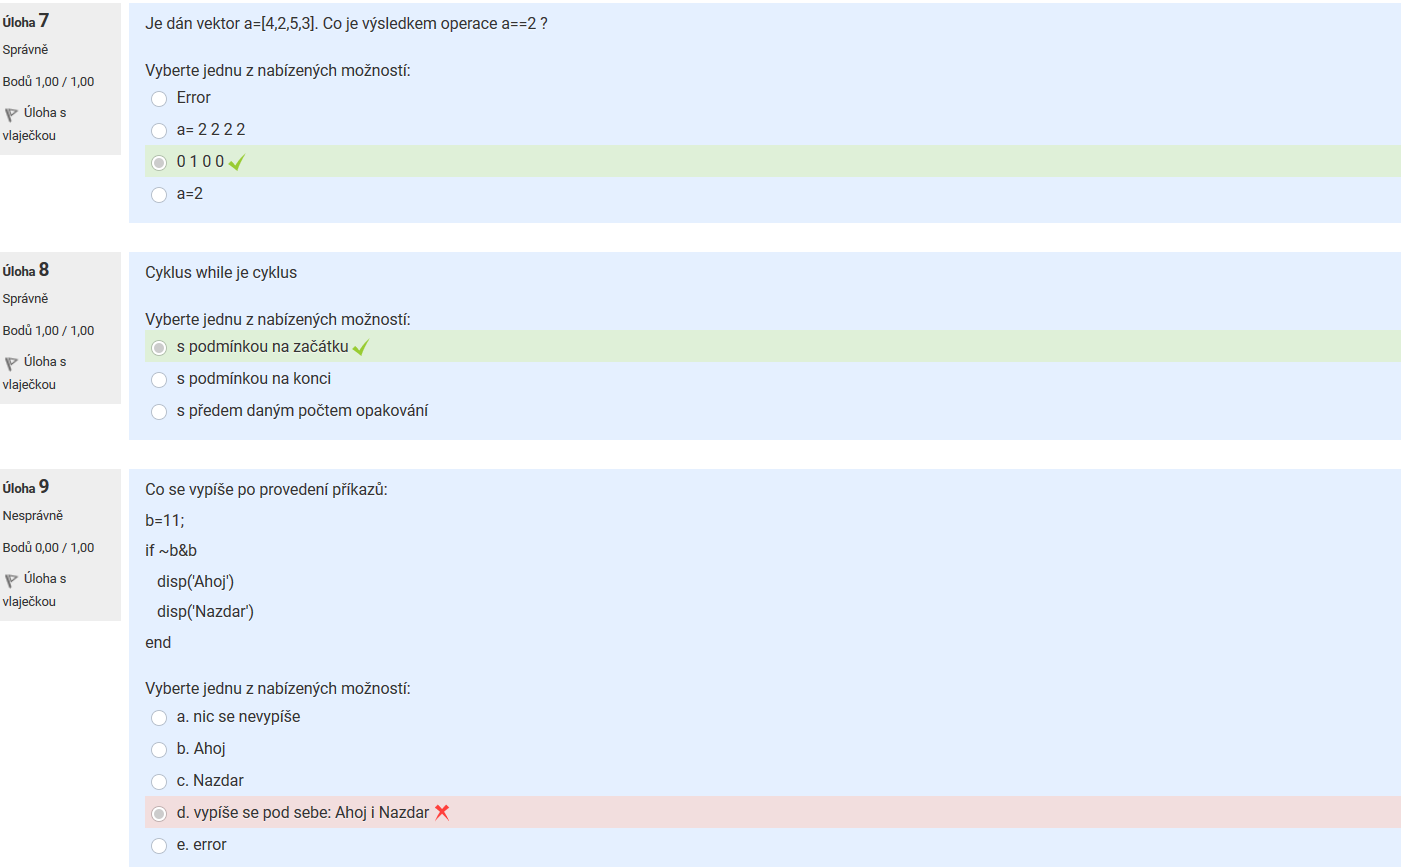 Úloha 7
Správně
Bodů 1,00 / 1,00
Úloha s
vlaječkou
Je dán vektor a=[4,2,5,3]. Co je výsledkem operace a==2 ?
Vyberte jednu z nabízených možností:
Error
a= 2 2 2 2
0 1 0 0
a=2
Úloha 8
Správně
Bodů 1,00 / 1,00
Úloha s
vlaječkou
Cyklus while je cyklus
Vyberte jednu z nabízených možností:
s podmínkou na začátku
s podmínkou na konci
s předem daným počtem opakování
Úloha 9
Nesprávně
Bodů 0,00 / 1,00
Úloha s
vlaječkou
Co se vypíše po provedení příkazů:
b=11;
if ~b&b
disp('Ahoj')
disp('Nazdar')
end
Vyberte jednu z nabízených možností:
a. nic se nevypíše
b. Ahoj
c. Nazdar
d. vypíše se pod sebe: Ahoj i Nazdar
e. error